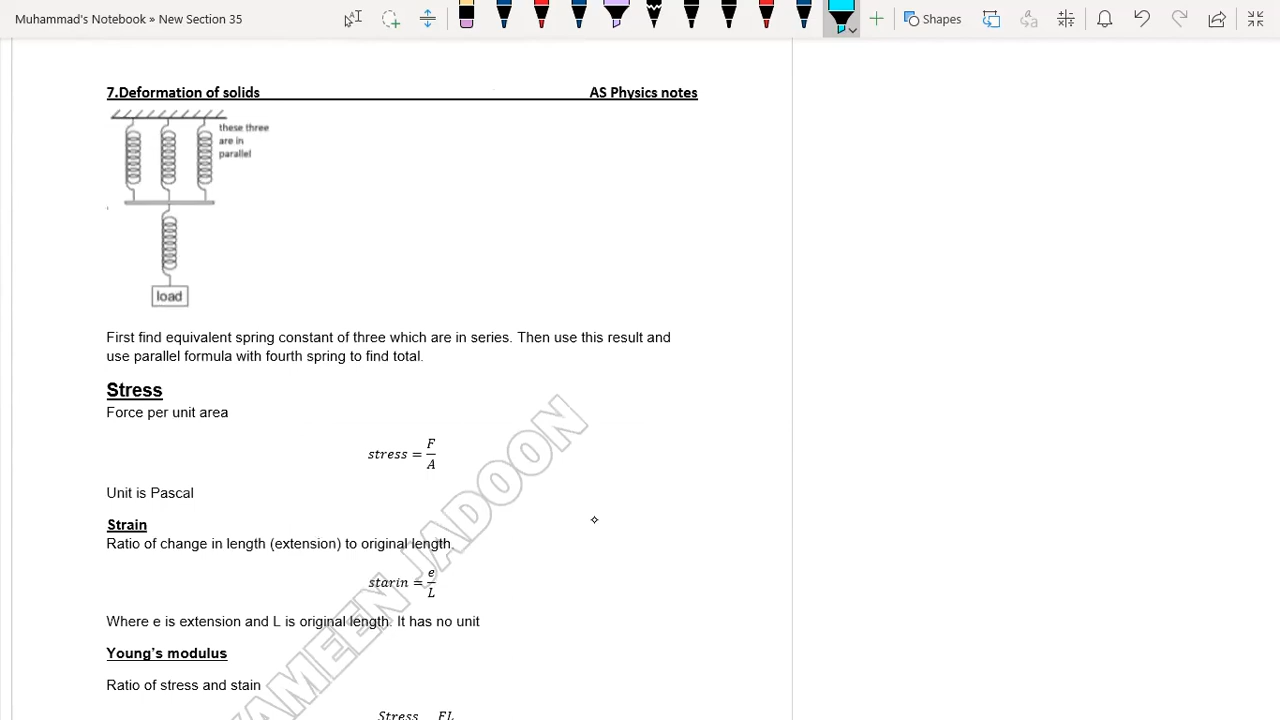 Muhammad's Notebook » New Section 35
Shapes
7.Deformation of solids AS Physics notes
these three
are in
parallel
load
First find equivalent spring constant of three which are in series. Then use this result and
use parallel formula with fourth spring to find total.
Stress
Force per unit area
stress = F/A
Unit is Pascal
Strain
Ratio of change in length (extension) to original length.
starin = e/L
Where e is extension and L is original length. It has no unit
Young's modulus
Ratio of stress and stain
Stress FL
YAMEEN JADOON